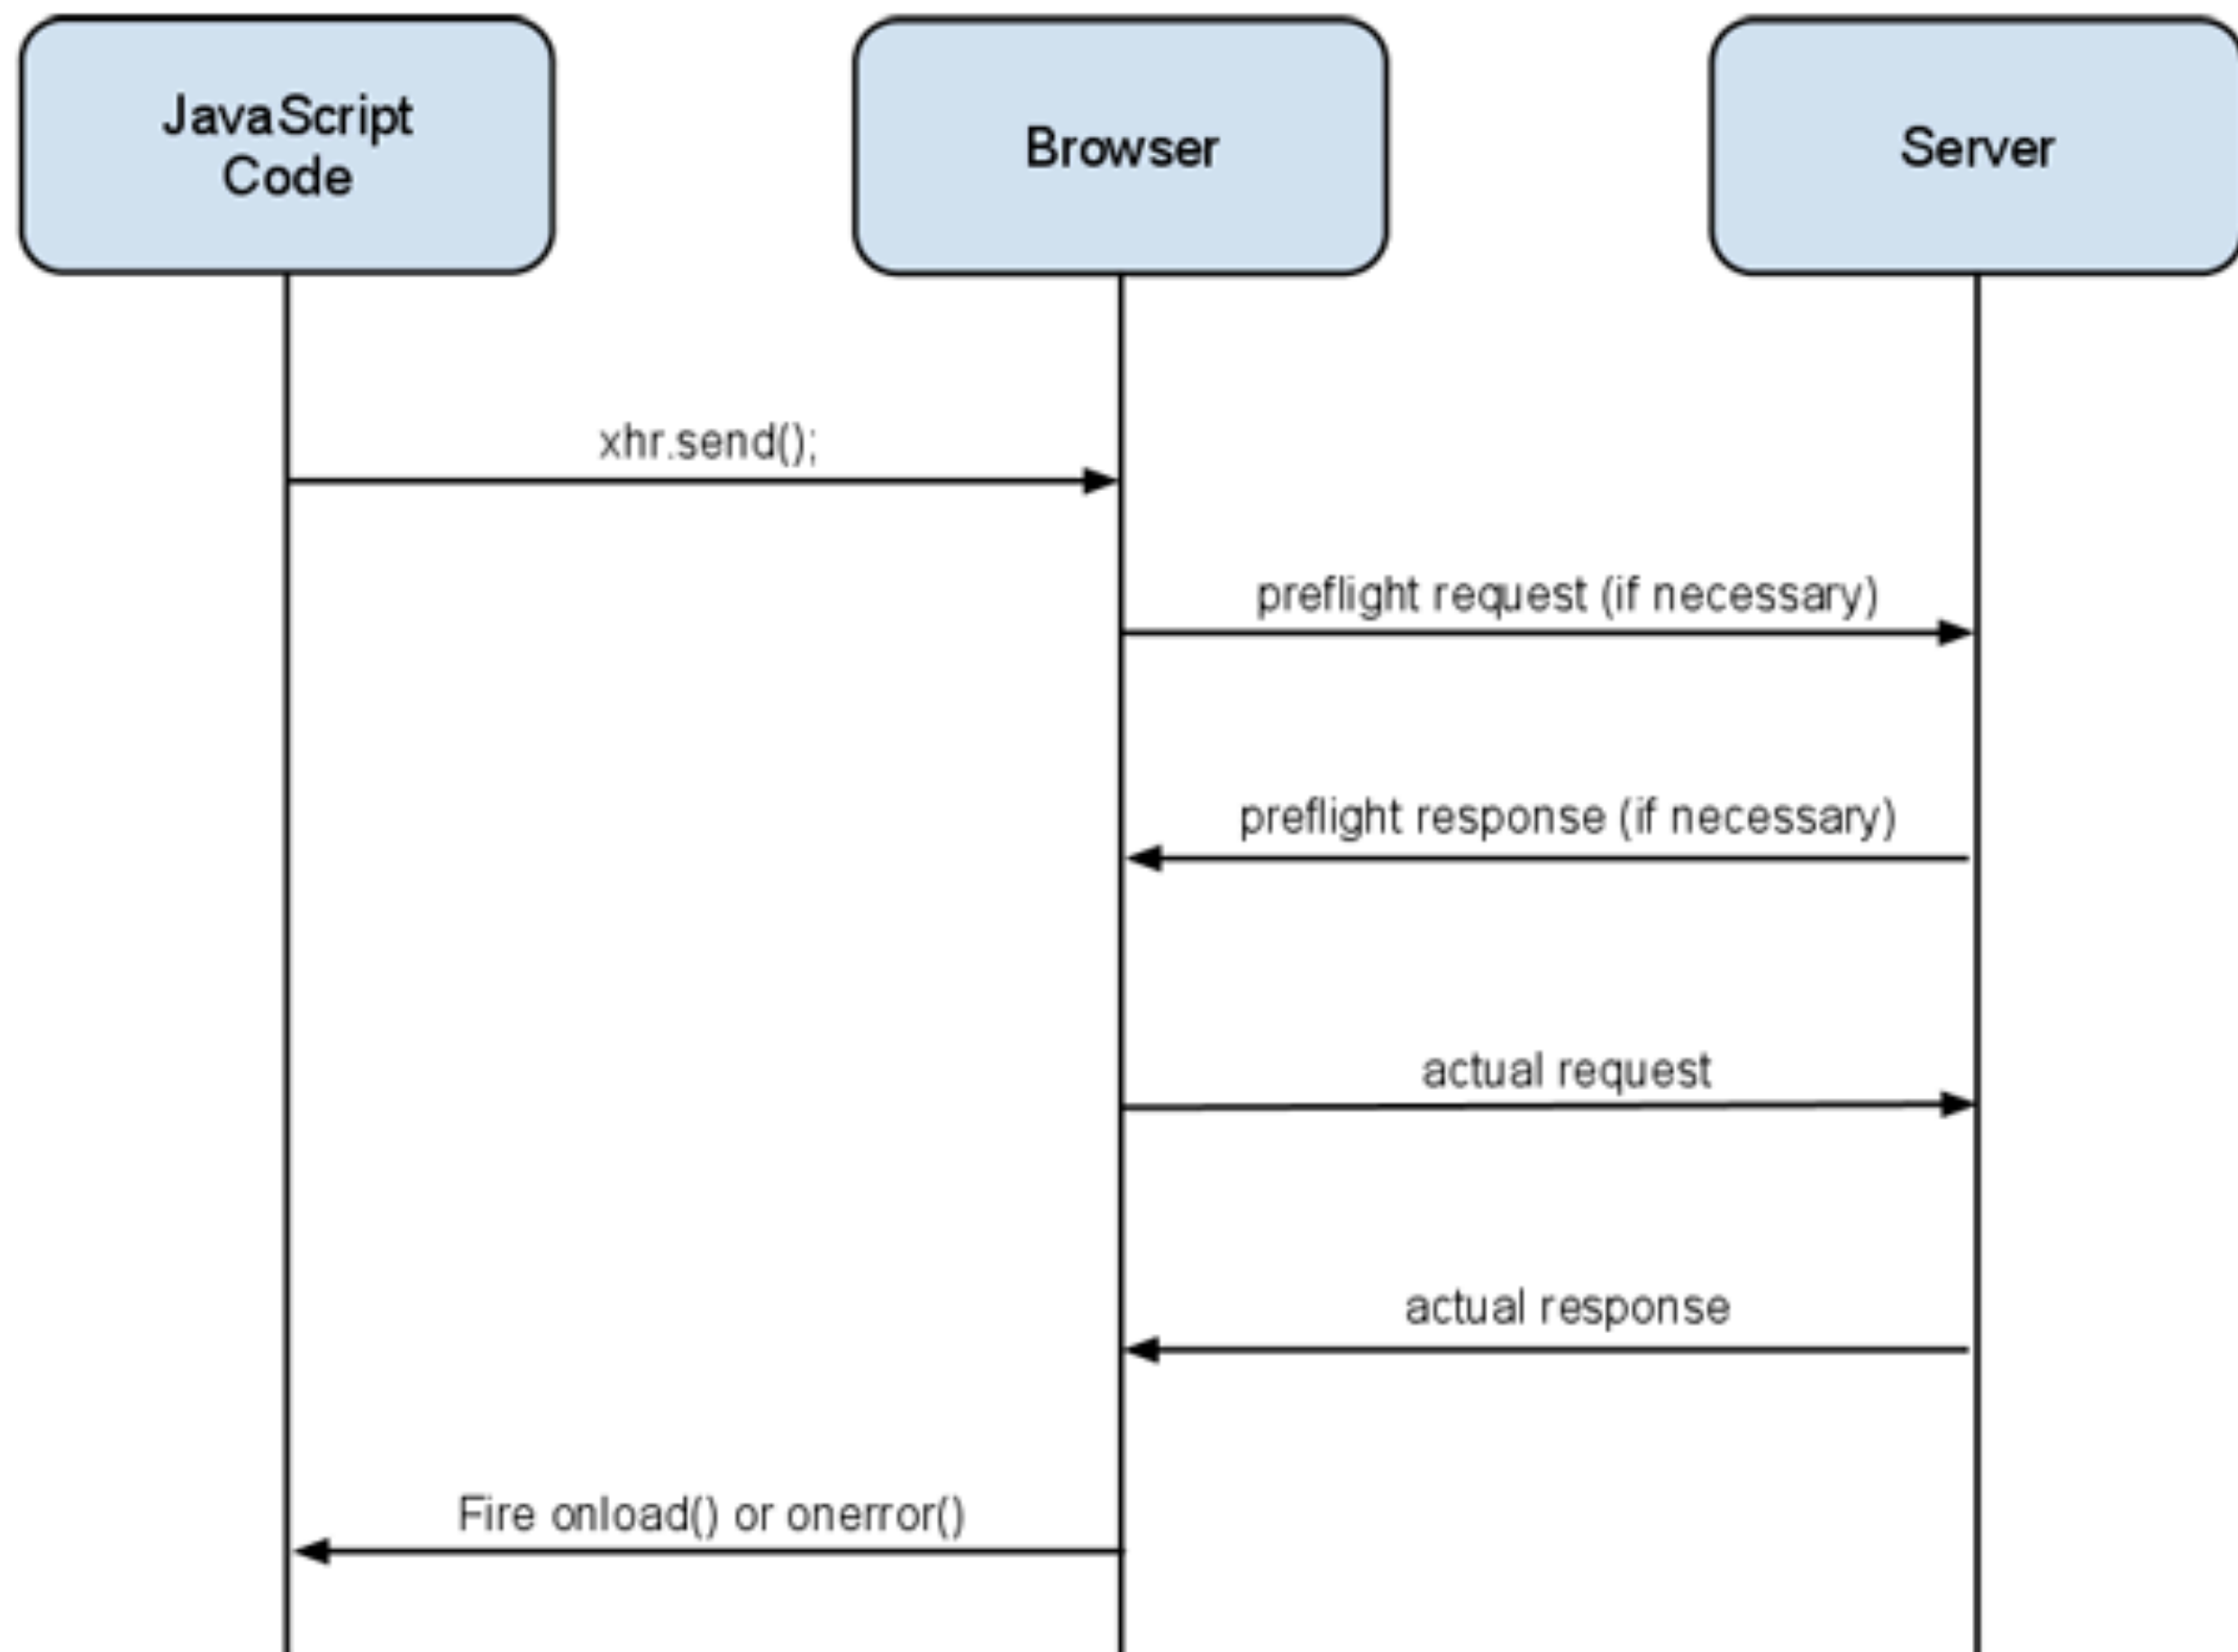 JavaScript
Code
Browser
Server
xhr.send();
preflight request (if necessary)
preflight response (if necessary)
actual request
actual response
Fire onload() or onerror()